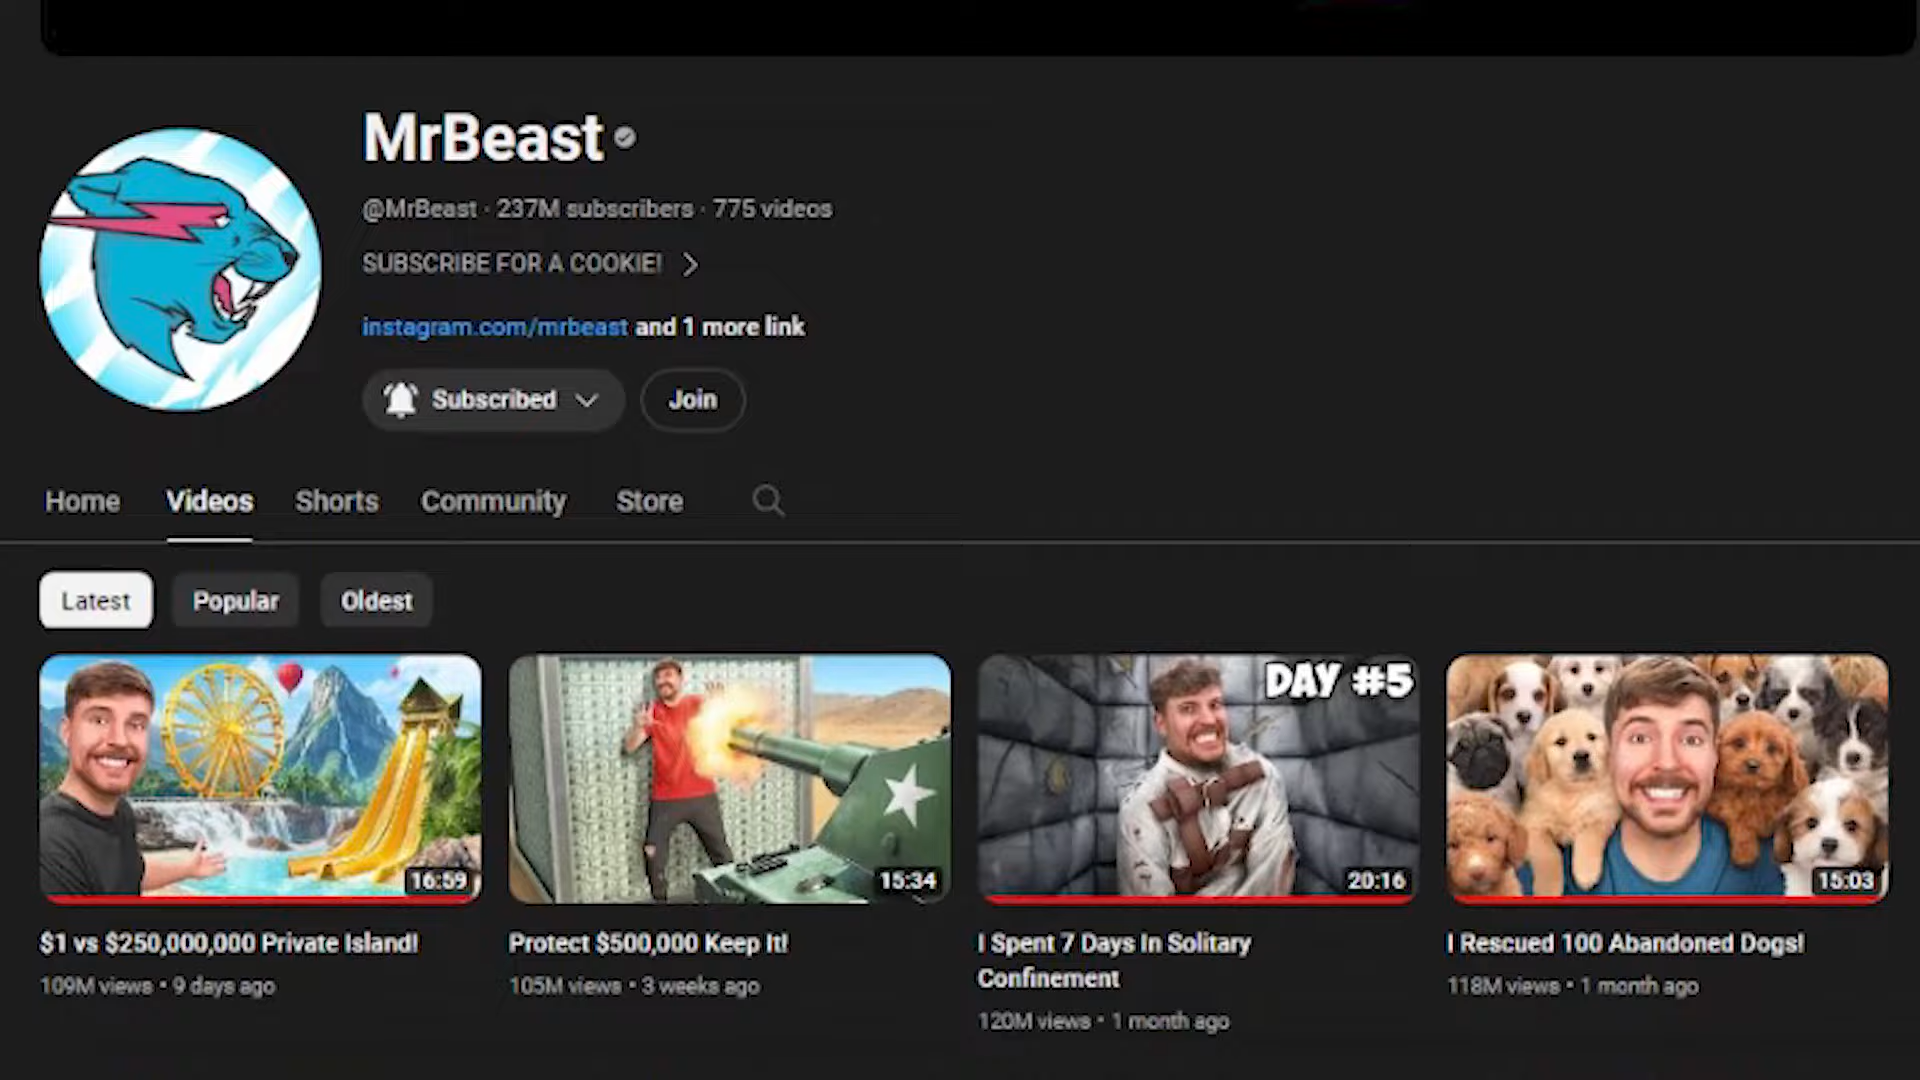 MrBeast
@MrBeast · 237M subscribers · 775 videos
SUBSCRIBE FOR A COOKIE!
instagram.com/mrbeast and 1 more link
Subscribed
Join
Home Videos Shorts Community Store
Latest Popular Oldest
16:59
15:34
DAY #5
20:16
15:03
$1 vs $250,000,000 Private Island!
109M views • 9 days ago
Protect $500,000 Keep It!
105M views • 3 weeks ago
I Spent 7 Days In Solitary
Confinement
120M views • 1 month ago
I Rescued 100 Abandoned Dogs!
118M views • 1 month ago